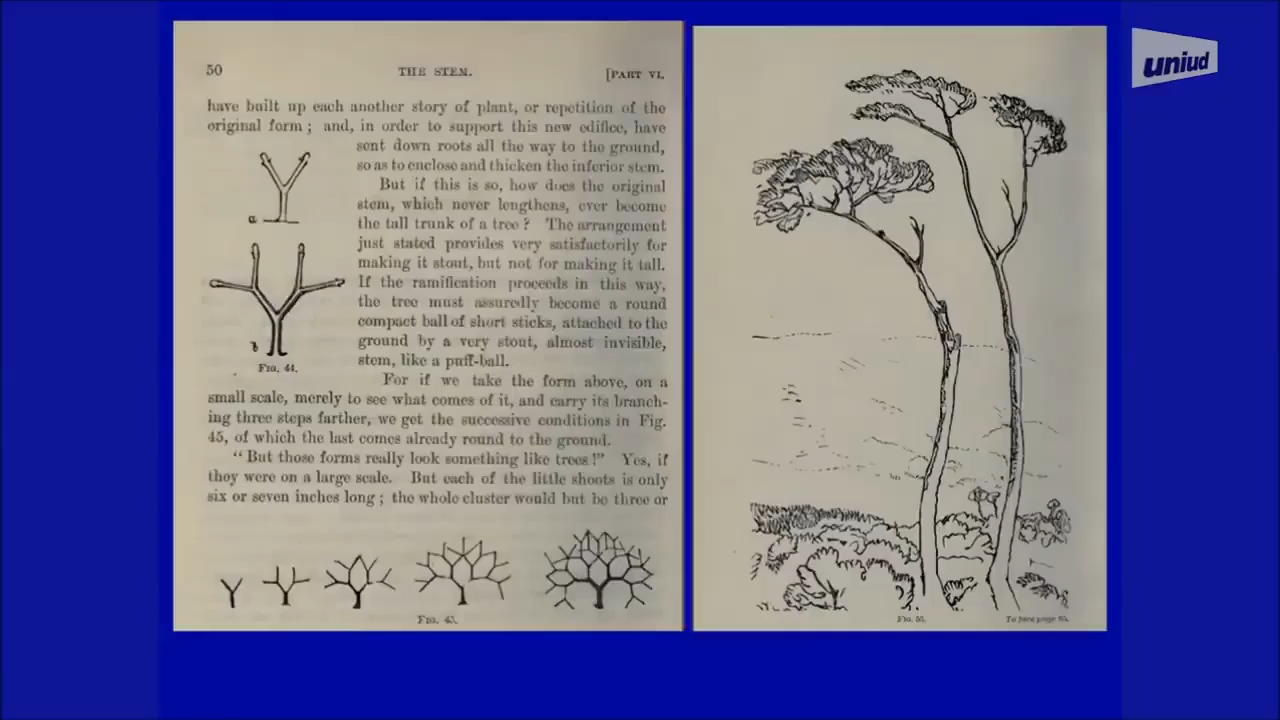 50
THE STEM.
[PART VI.
have built up each another story of plant, or repetition of the
original form; and, in order to support this new edifice, have
sent down roots all the way to the ground,
so as to enclose and thicken the inferior stem.
But if this is so, how does the original
stem, which never lengthens, ever become
the tall trunk of a tree? The arrangement
just stated provides very satisfactorily for
making it stout, but not for making it tall.
If the ramification proceeds in this way,
the tree must assuredly become a round
compact ball of short sticks, attached to the
ground by a very stout, almost invisible,
stem, like a puff-ball.
a
b
FIG. 44.
For if we take the form above, on a
small scale, merely to see what comes of it, and carry its branch-
ing three steps farther, we get the successive conditions in Fig.
45, of which the last comes already round to the ground.
"But those forms really look something like trees!" Yes, if
they were on a large scale. But each of the little shoots is only
six or seven inches long; the whole cluster would but be three or
FIG. 45.
FIG.
To face page
uniud